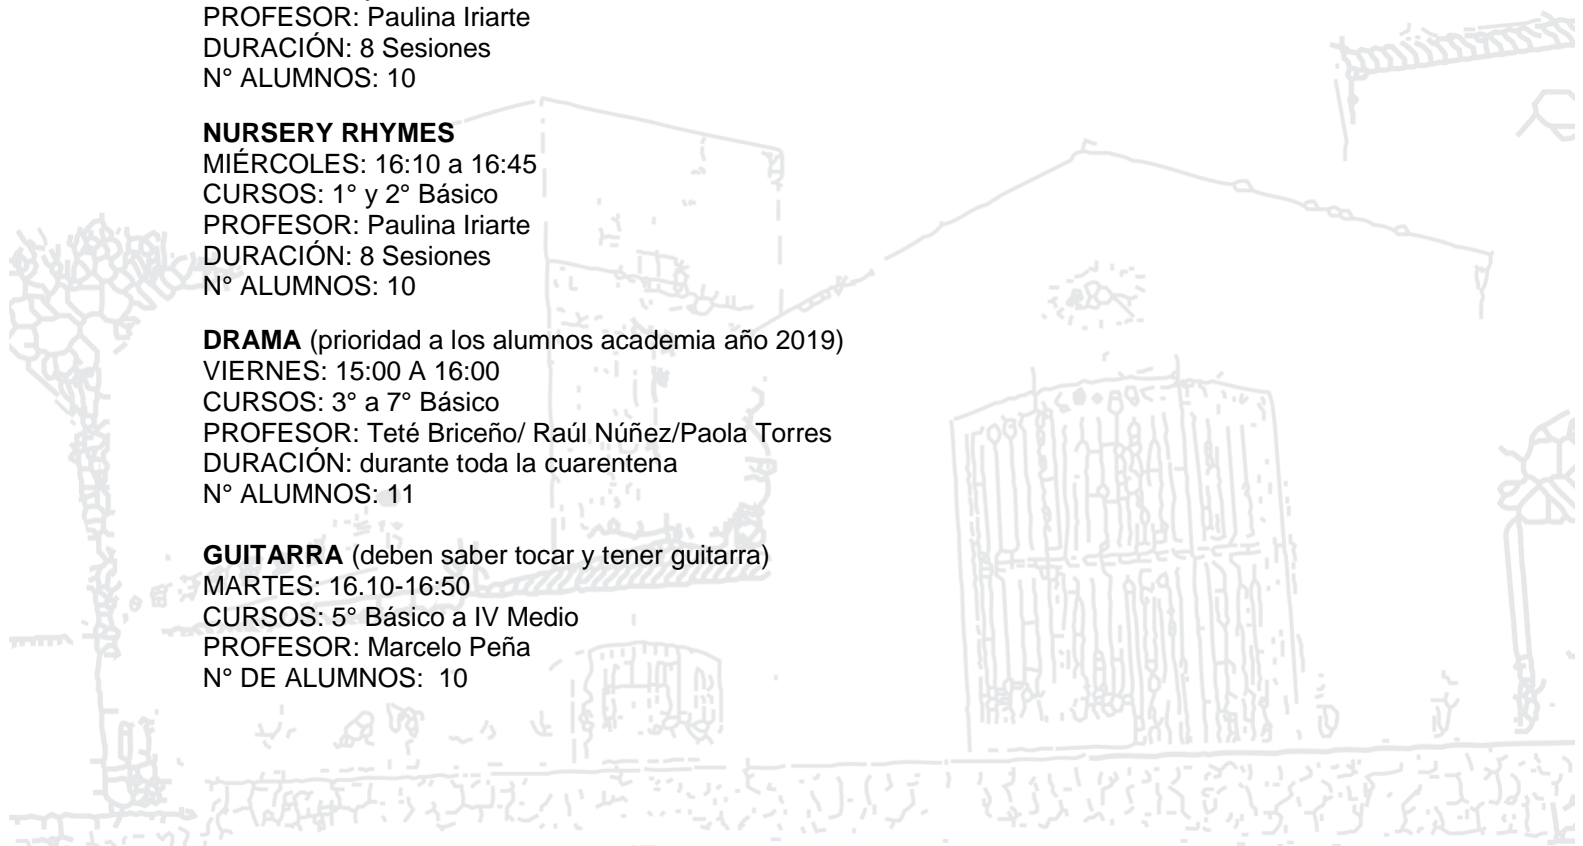 PROFESOR: Paulina Iriarte
DURACIÓN: 8 Sesiones
N° ALUMNOS: 10
NURSERY RHYMES
MIÉRCOLES: 16:10 a 16:45
CURSOS: 1° y 2° Básico
PROFESOR: Paulina Iriarte
DURACIÓN: 8 Sesiones
N° ALUMNOS: 10
DRAMA (prioridad a los alumnos academia año 2019)
VIERNES: 15:00 A 16:00
CURSOS: 3° a 7° Básico
PROFESOR: Teté Briceño/ Raúl Núñez/Paola Torres
DURACIÓN: durante toda la cuarentena
N° ALUMNOS: 11
GUITARRA (deben saber tocar y tener guitarra)
MARTES: 16.10-16:50
CURSOS: 5° Básico a IV Medio
PROFESOR: Marcelo Peña
N° DE ALUMNOS:  10